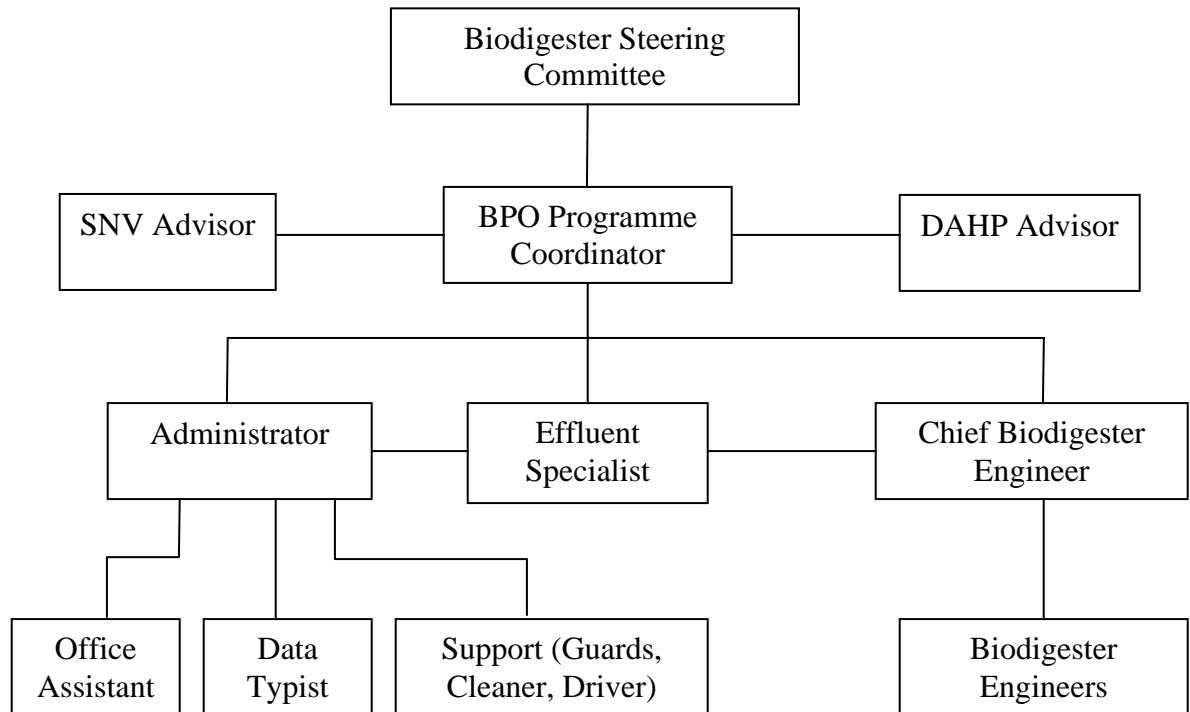 Biodigester Steering
Committee
SNV Advisor
BPO Programme
Coordinator
DAHP Advisor
Administrator
Effluent
Specialist
Chief Biodigester
Engineer
Office
Assistant
Data
Typist
Support (Guards,
Cleaner, Driver)
Biodigester
Engineers